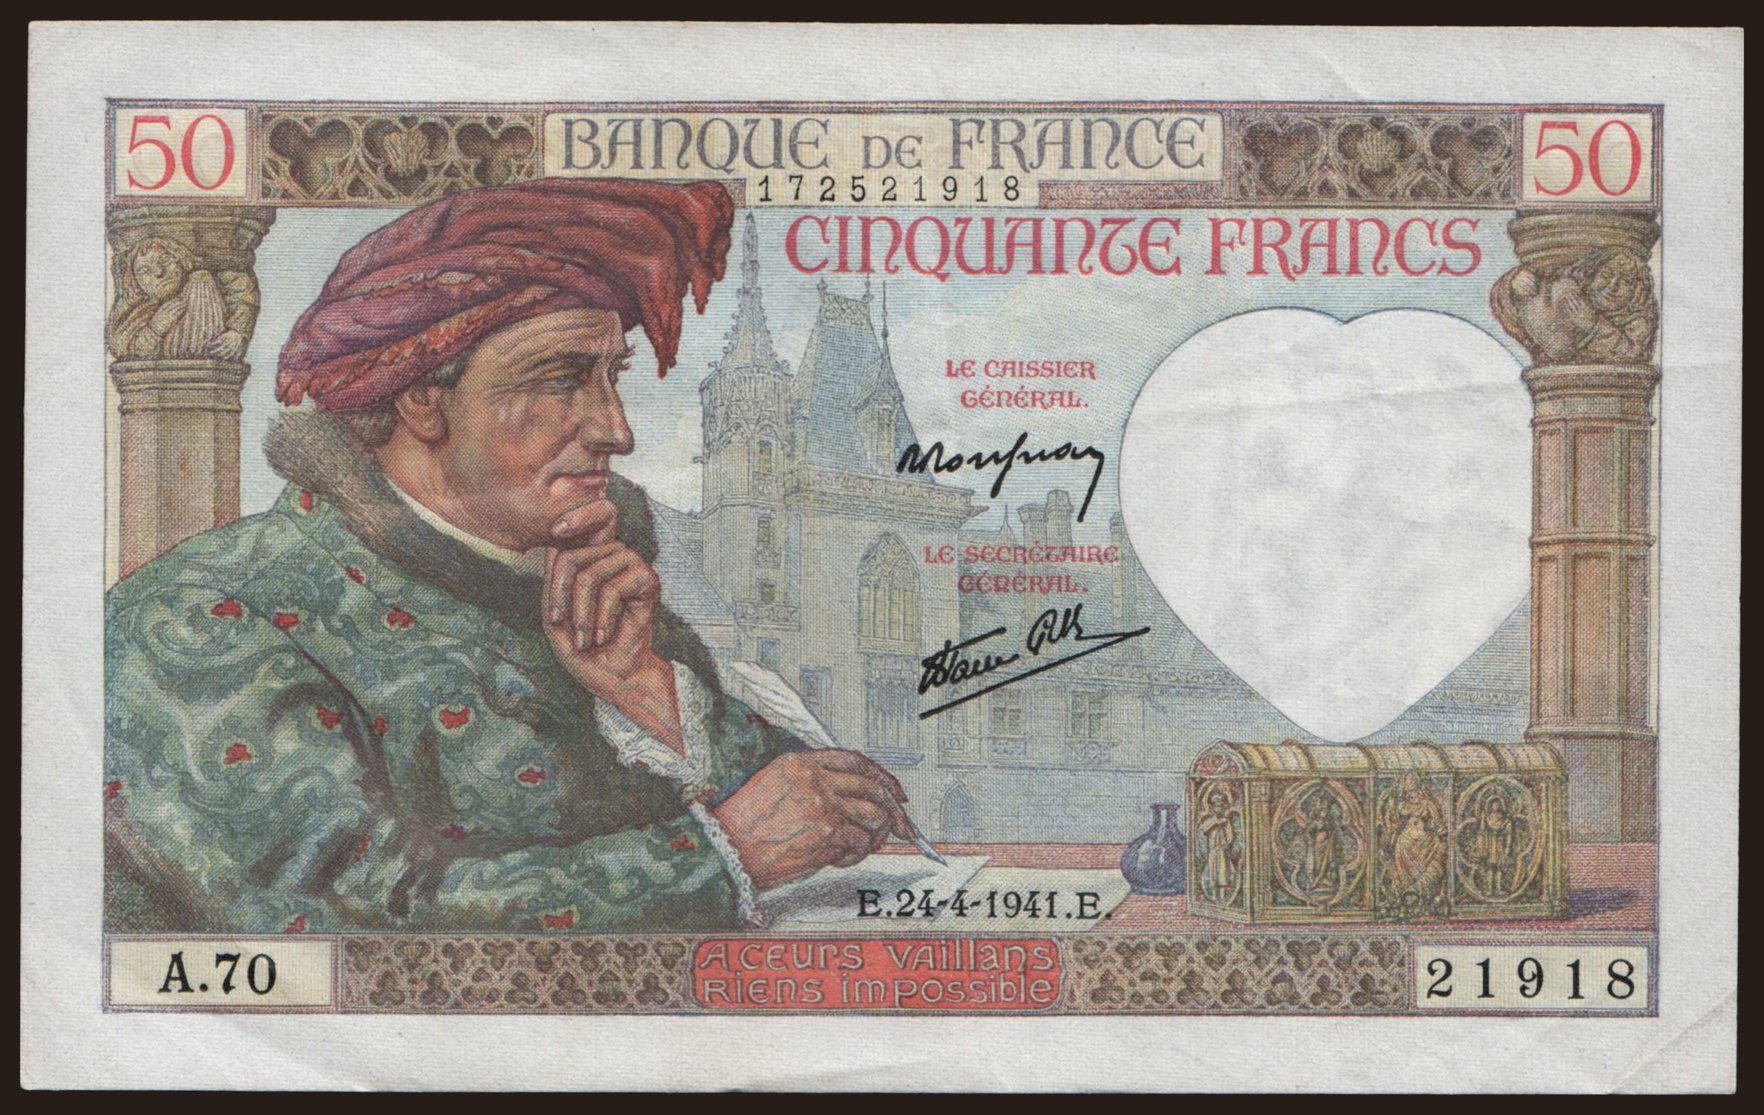 50 BANQUE DE FRANCE 50
172521918
CINQUANTE FRANCS
LE CAISSIER
GÉNÉRAL.
LE SECRÉTAIRE
GÉNÉRAL.
E.24-4-1941.E.
A.70
A CEURS VAILLANS
RIENS IMPOSSIBLE
21918